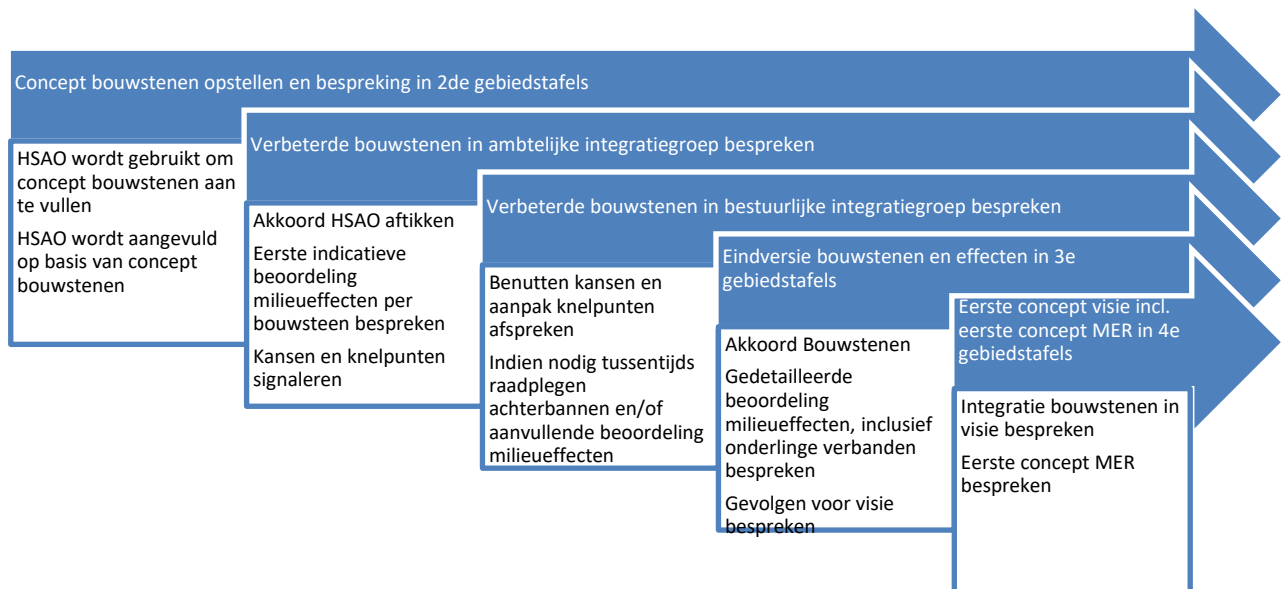 Concept bouwstenen opstellen en bespreking in 2de gebiedstafels
HSAO wordt gebruikt om
concept bouwstenen aan
te vullen
HSAO wordt aangevuld
op basis van concept
bouwstenen
Verbeterde bouwstenen in ambtelijke integratiegroep bespreken
Akkoord HSAO aftikken
Eerste indicatieve
beoordeling
milieueffecten per
bouwsteen bespreken
Kansen en knelpunten
signaleren
Verbeterde bouwstenen in bestuurlijke integratiegroep bespreken
Benutten kansen en
aanpak knelpunten
afspreken
Indien nodig tussentijds
raadplegen
achterbannen en/of
aanvullende beoordeling
milieueffecten
Eindversie bouwstenen en effecten in 3e
gebiedstafels
Akkoord Bouwstenen
Gedetailleerde
beoordeling
milieueffecten, inclusief
onderlinge verbanden
bespreken
Gevolgen voor visie
bespreken
Eerste concept visie incl.
eerste concept MER in 4e
gebiedstafels
Integratie bouwstenen in
visie bespreken
Eerste concept MER
bespreken